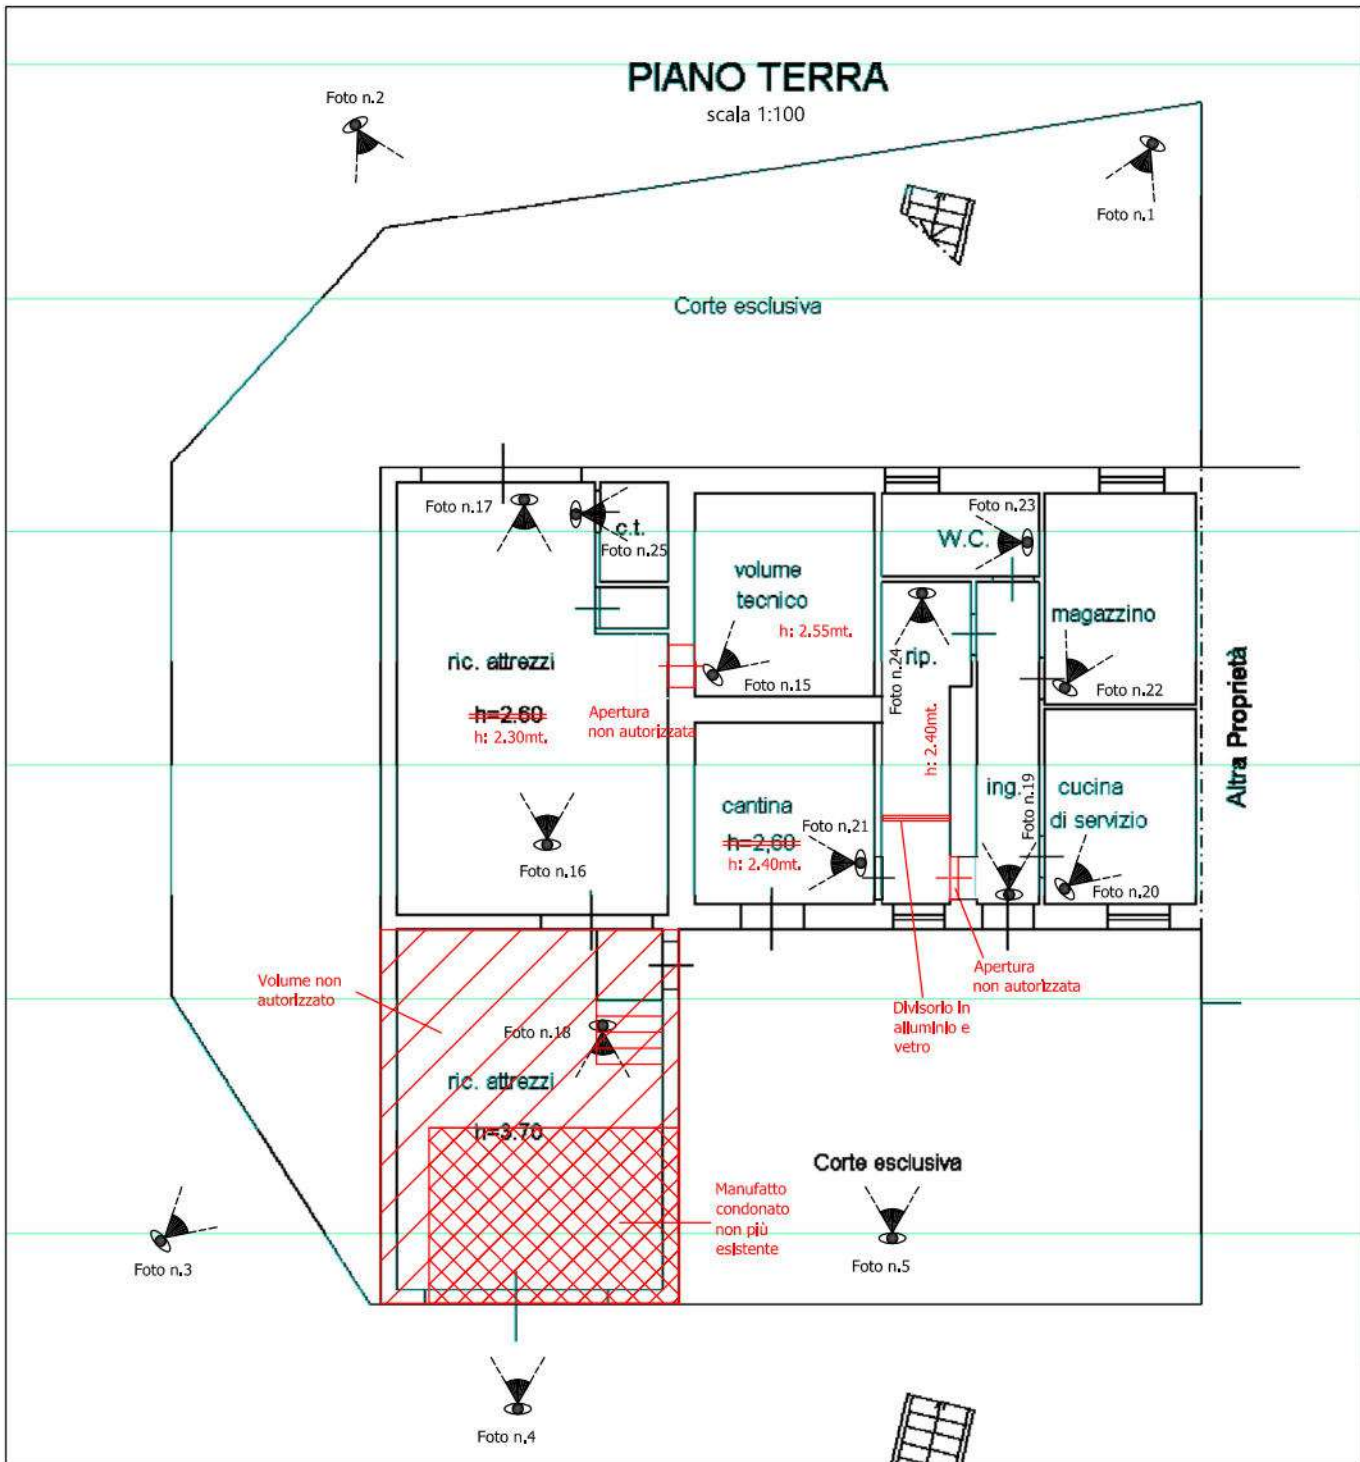 PIANO TERRA
scala 1:100
Foto n.2
Foto n.1
Corte esclusiva
Foto n.17
c.t.
Foto n.25
Foto n.23
W.C.
volume
tecnico
h: 2.55mt.
Foto n.15
magazzino
Foto n.22
rip.
Foto n.24
h: 2.40mt.
ric. attrezzi
h=2.60
h: 2.30mt.
Apertura
non autorizzata
Altra Proprietà
cantina
h=2,60
h: 2.40mt.
Foto n.21
ing.
Foto n.19
cucina
di servizio
Foto n.20
Foto n.16
Volume non
autorizzato
Apertura
non autorizzata
Divisorio in
alluminio e
vetro
Foto n.18
ric. attrezzi
h=3.70
Corte esclusiva
Manufatto
condonato
non più
esistente
Foto n.3
Foto n.5
Foto n.4